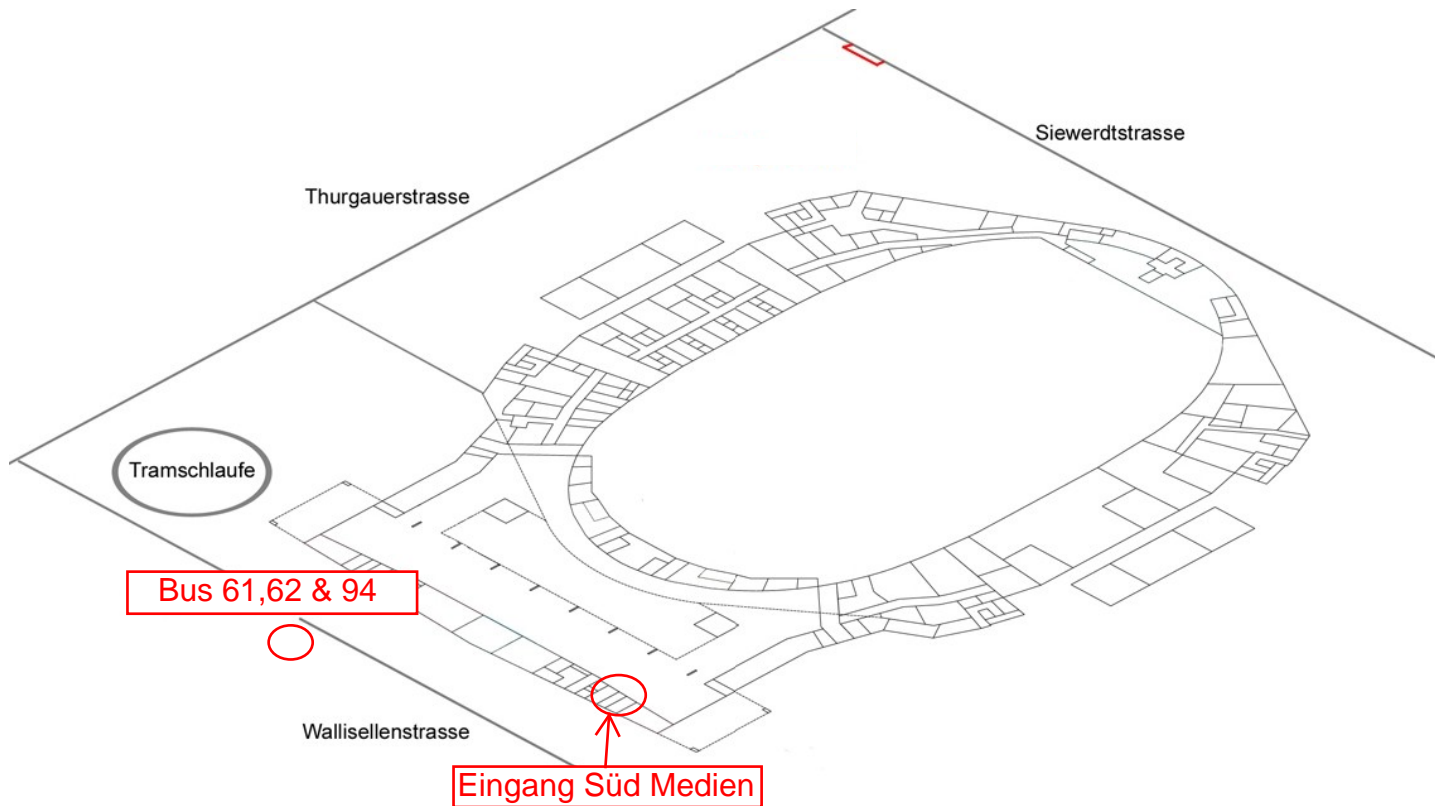 Siewerdtstrasse
Thurgauerstrasse
Tramschlaufe
Bus 61,62 & 94
Wallisellenstrasse
Eingang Süd Medien